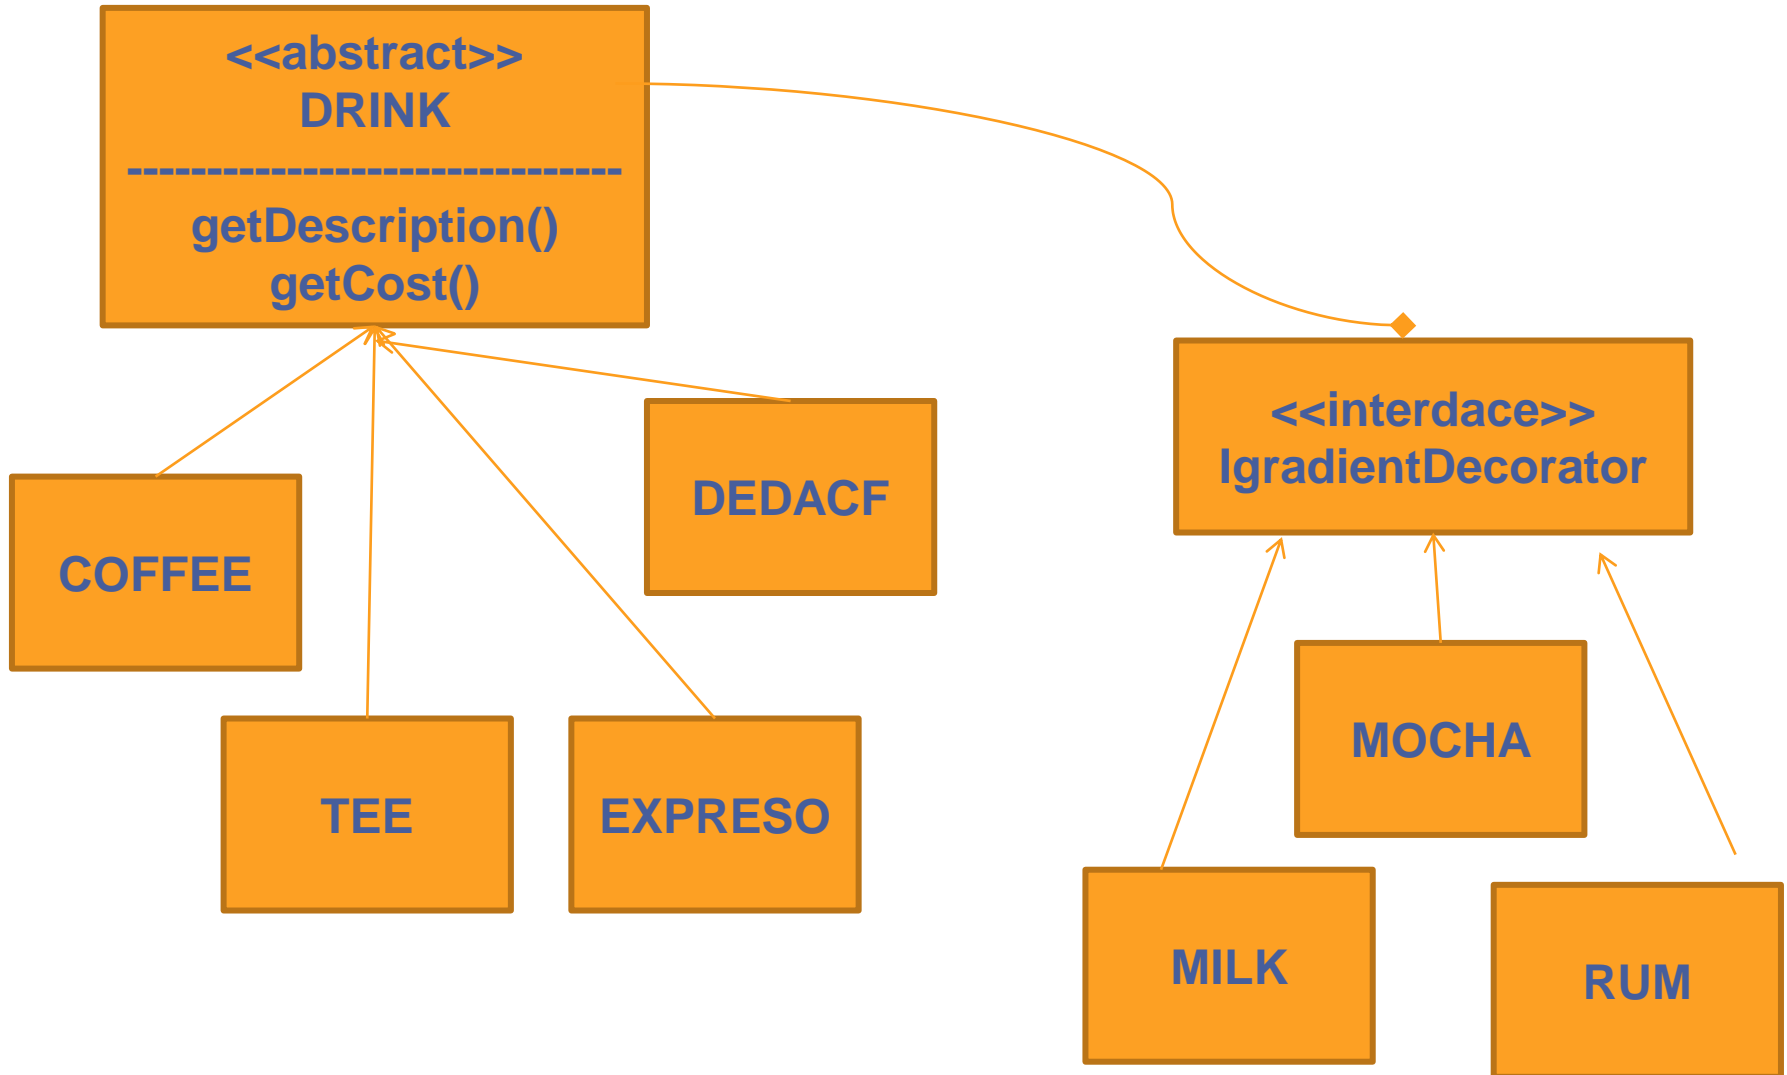 <<abstract>>
DRINK
-------------------------------
getDescription()
getCost()
<<interdace>>
IgradientDecorator
DEDACF
COFFEE
MOCHA
TEE
EXPRESO
MILK
RUM